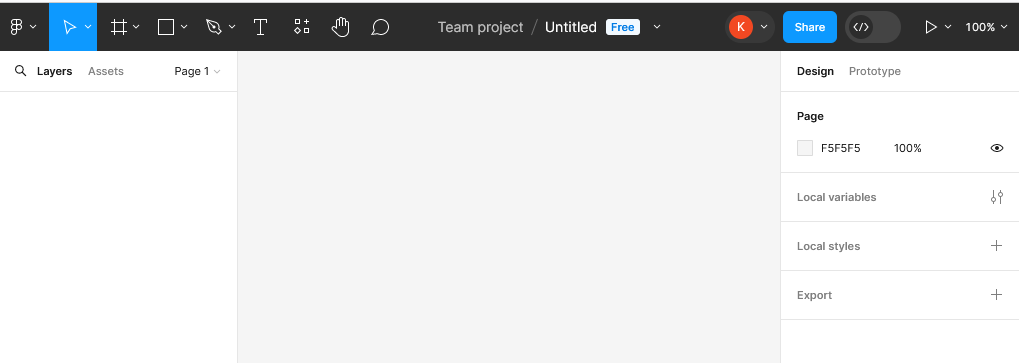 Team project / Untitled Free K Share </> 100%
Layers Assets Page 1 Design Prototype
Page
F5F5F5 100%
Local variables
Local styles
Export